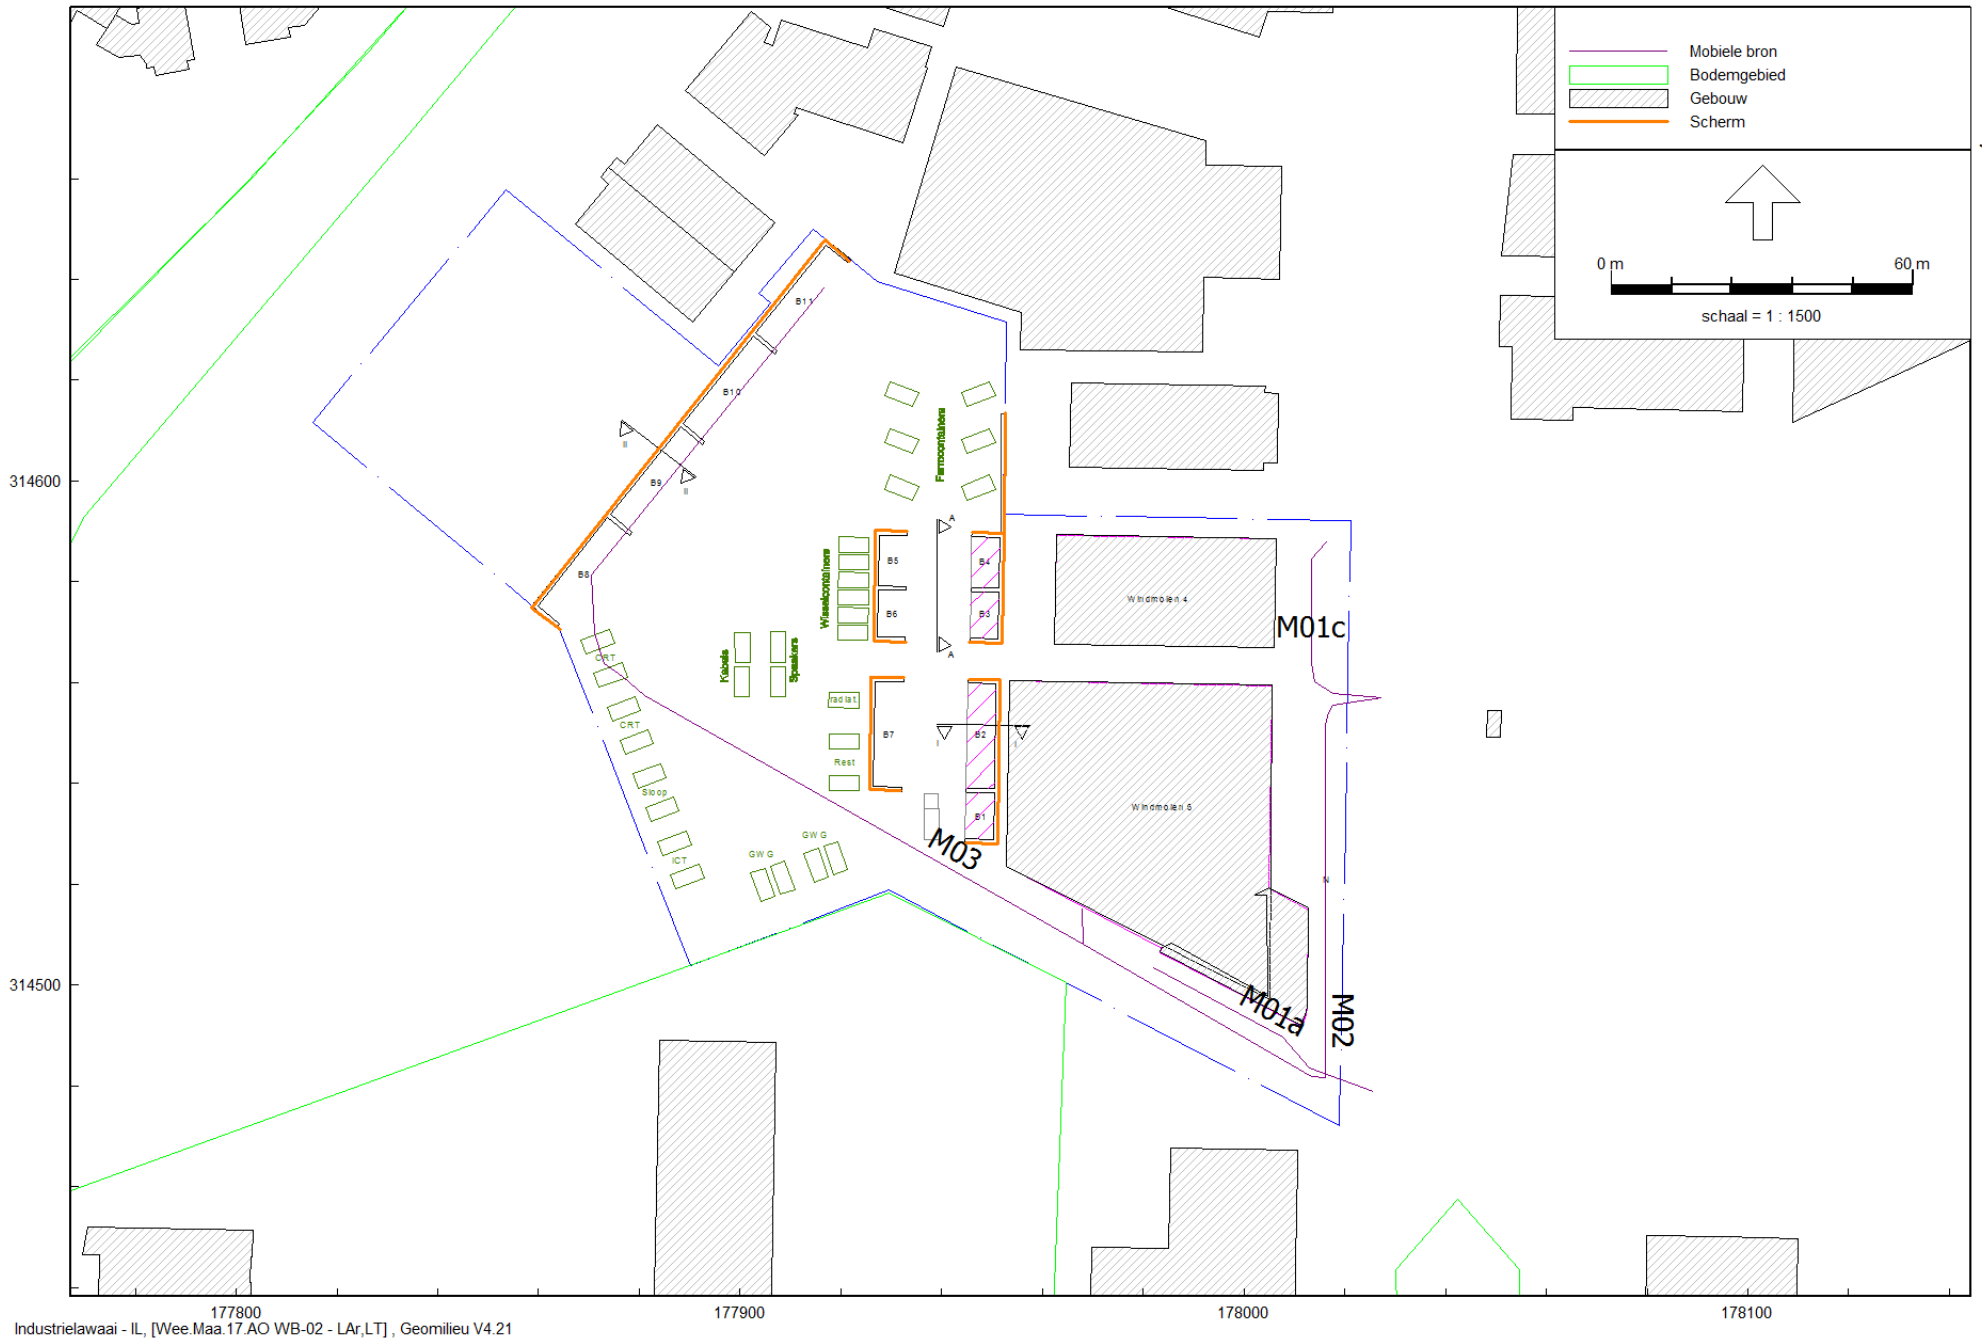 Mobiele bron
Bodemgebied
Gebouw
Scherm
0 m 60 m
schaal = 1 : 1500
B11
B10
II
B9
II
B8
Farmcontainers
A
A
Wisselcontainers
B5
B6
B4
B3
Windmolen 4
M01c
314600
Kabels
Speakers
CRT
CRT
Sloop
ICT
radiat.
Rest
B7
I
B2
I
B1
Windmolen 5
GWG
GWG
M03
N
M01a
M02
314500
177800 177900 178000 178100
Industrielawaai - IL, [Wee.Maa.17.AO WB-02 - LAr,LT] , Geomilieu V4.21